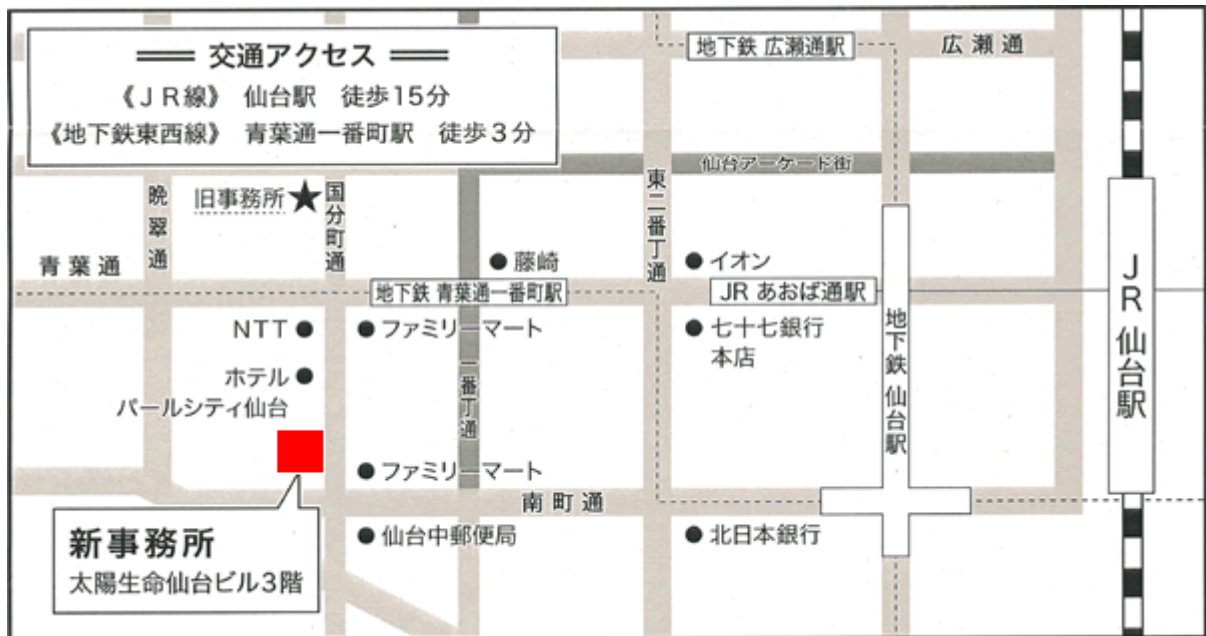 交通アクセス
《ＪＲ線》 仙台駅 徒歩15分
《地下鉄東西線》 青葉通一番町駅 徒歩３分
地下鉄 広瀬通駅
広瀬通
仙台アーケード街
晩翠通
旧事務所
国分町通
東二番丁通
青葉通
藤崎
イオン
地下鉄 青葉通一番町駅
JR あおば通駅
JR仙台駅
NTT
ファミリーマート
七十七銀行
本店
地下鉄 仙台駅
ホテル
パールシティ仙台
一番丁通
ファミリーマート
南町通
新事務所
太陽生命仙台ビル3階
仙台中郵便局
北日本銀行